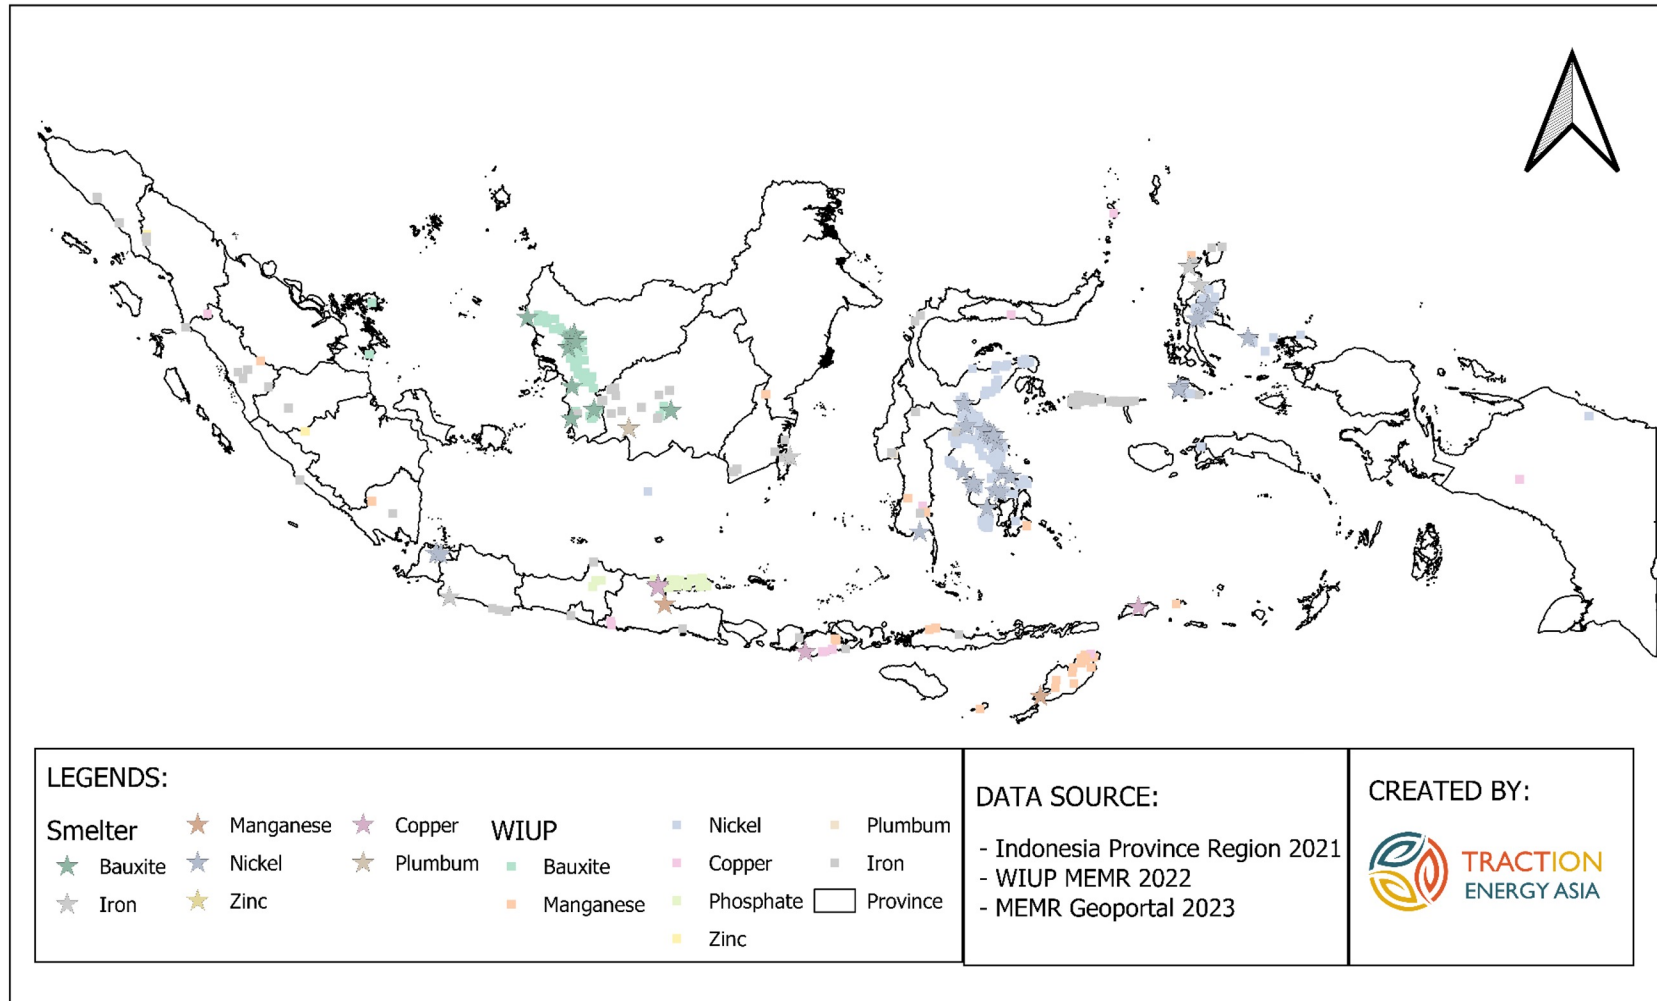 LEGENDS:
Smelter
Bauxite
Iron
Manganese
Nickel
Zinc
Copper
Plumbum
WIUP
Bauxite
Manganese
Nickel
Copper
Phosphate
Zinc
Plumbum
Iron
Province
DATA SOURCE:
- Indonesia Province Region 2021
- WIUP MEMR 2022
- MEMR Geoportal 2023
CREATED BY:
TRACTION
ENERGY ASIA